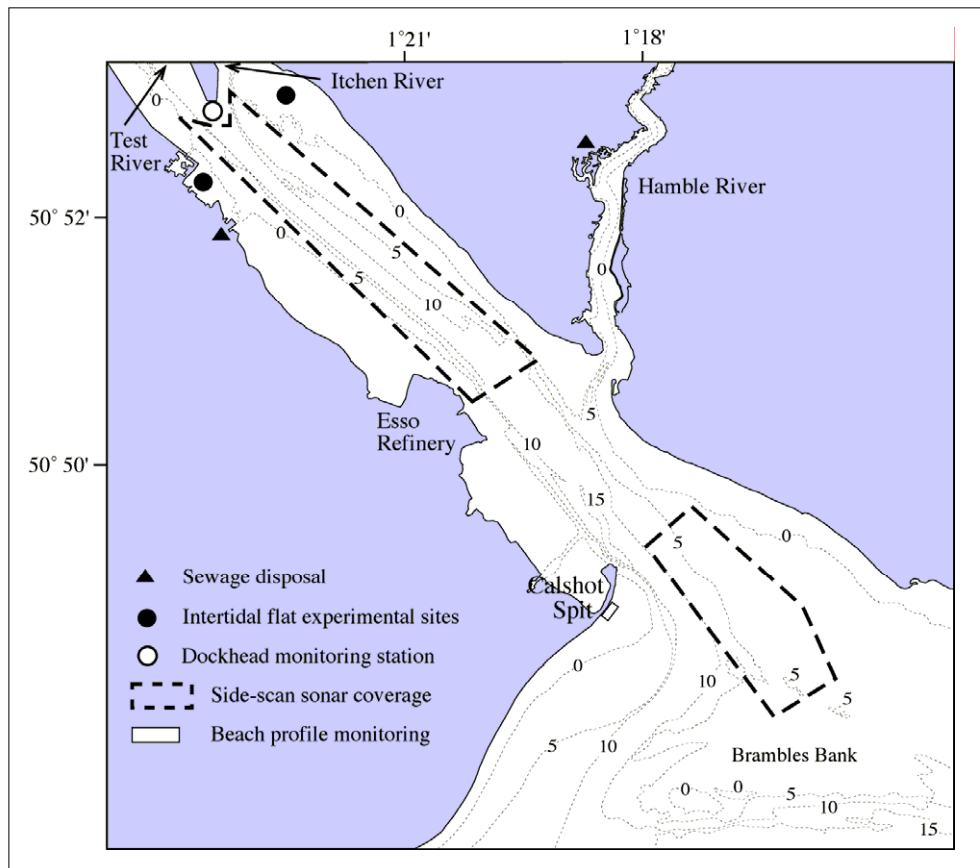 1°21'
1°18'
Itchen River
0
Test
River
Hamble River
50° 52'
0
0
5
0
5
10
Esso
Refinery
5
10
50° 50'
15
0
5
Sewage disposal
Calshot
Spit
Intertidal flat experimental sites
Dockhead monitoring station
0
10
5
5
Side-scan sonar coverage
Beach profile monitoring
5
10
Brambles Bank
0
0
5
10
15